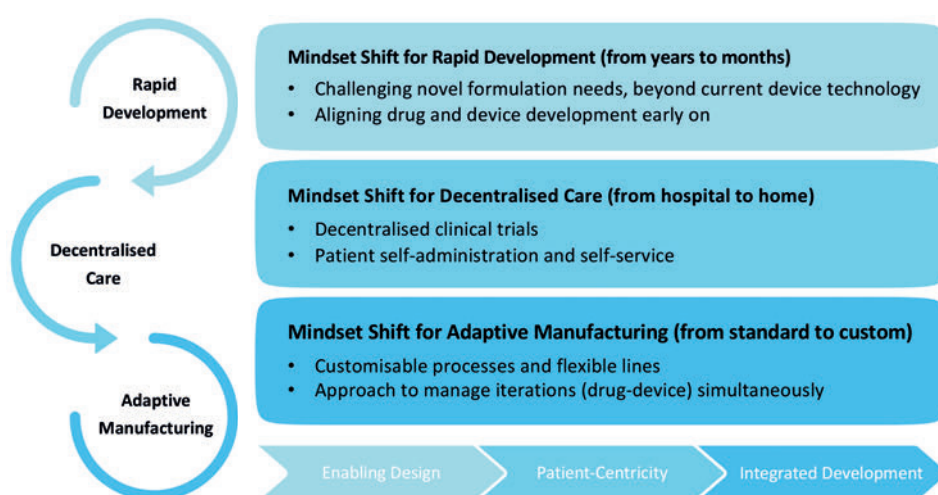 Rapid
Development
Mindset Shift for Rapid Development (from years to months)
• Challenging novel formulation needs, beyond current device technology
• Aligning drug and device development early on
Decentralised
Care
Mindset Shift for Decentralised Care (from hospital to home)
• Decentralised clinical trials
• Patient self-administration and self-service
Adaptive
Manufacturing
Mindset Shift for Adaptive Manufacturing (from standard to custom)
• Customisable processes and flexible lines
• Approach to manage iterations (drug-device) simultaneously
Enabling Design
Patient-Centricity
Integrated Development